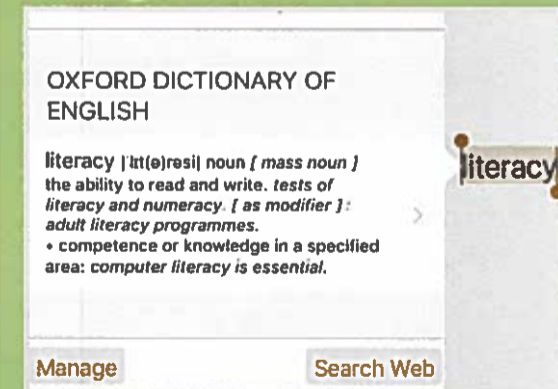 OXFORD DICTIONARY OF
ENGLISH
literacy |ˈlɪt(ə)rəsi| noun [ mass noun ]
the ability to read and write. tests of
literacy and numeracy. [ as modifier ]:
adult literacy programmes.
• competence or knowledge in a specified
area: computer literacy is essential.
literacy
Manage
Search Web